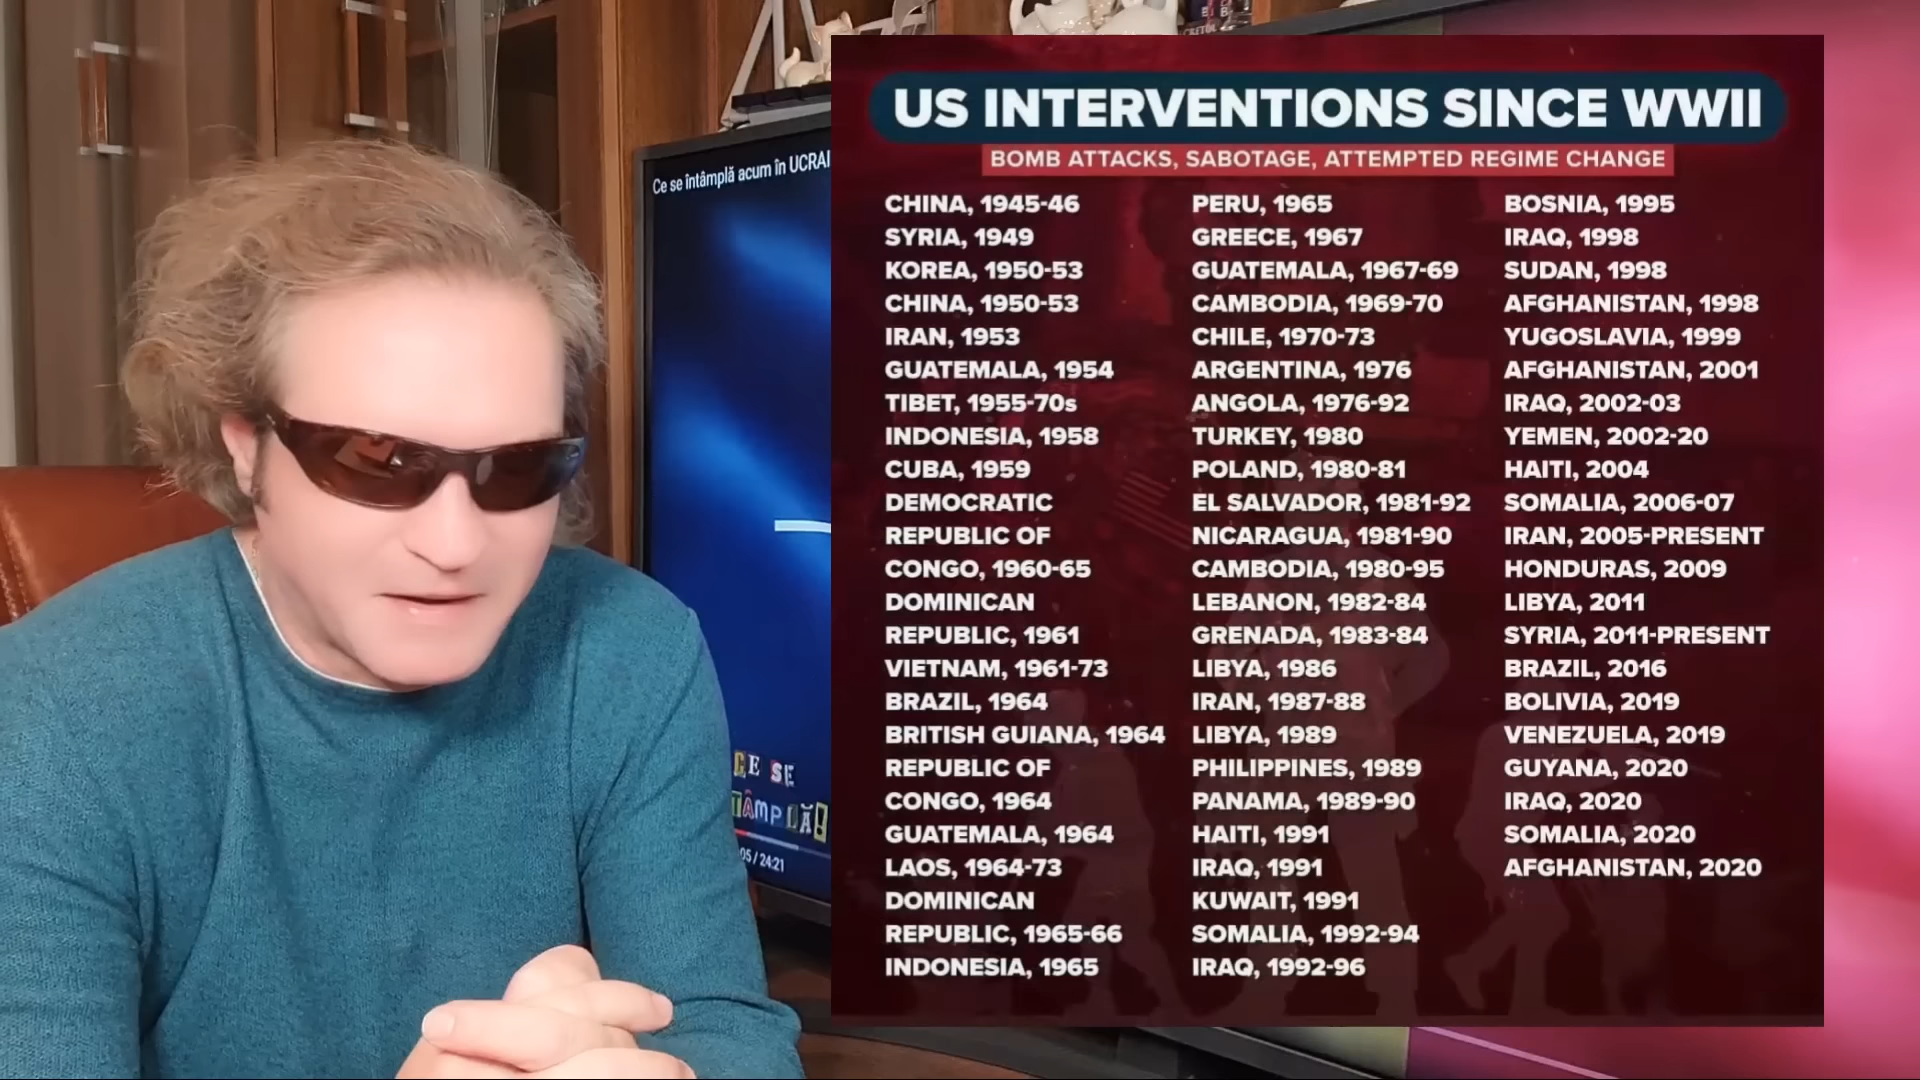 Ce se întâmplă acum în UCRAI
CE SE
TÂMPLĂ!
05 / 24:21
US INTERVENTIONS SINCE WWII
BOMB ATTACKS, SABOTAGE, ATTEMPTED REGIME CHANGE
CHINA, 1945-46
SYRIA, 1949
KOREA, 1950-53
CHINA, 1950-53
IRAN, 1953
GUATEMALA, 1954
TIBET, 1955-70s
INDONESIA, 1958
CUBA, 1959
DEMOCRATIC
REPUBLIC OF
CONGO, 1960-65
DOMINICAN
REPUBLIC, 1961
VIETNAM, 1961-73
BRAZIL, 1964
BRITISH GUIANA, 1964
REPUBLIC OF
CONGO, 1964
GUATEMALA, 1964
LAOS, 1964-73
DOMINICAN
REPUBLIC, 1965-66
INDONESIA, 1965
PERU, 1965
GREECE, 1967
GUATEMALA, 1967-69
CAMBODIA, 1969-70
CHILE, 1970-73
ARGENTINA, 1976
ANGOLA, 1976-92
TURKEY, 1980
POLAND, 1980-81
EL SALVADOR, 1981-92
NICARAGUA, 1981-90
CAMBODIA, 1980-95
LEBANON, 1982-84
GRENADA, 1983-84
LIBYA, 1986
IRAN, 1987-88
LIBYA, 1989
PHILIPPINES, 1989
PANAMA, 1989-90
HAITI, 1991
IRAQ, 1991
KUWAIT, 1991
SOMALIA, 1992-94
IRAQ, 1992-96
BOSNIA, 1995
IRAQ, 1998
SUDAN, 1998
AFGHANISTAN, 1998
YUGOSLAVIA, 1999
AFGHANISTAN, 2001
IRAQ, 2002-03
YEMEN, 2002-20
HAITI, 2004
SOMALIA, 2006-07
IRAN, 2005-PRESENT
HONDURAS, 2009
LIBYA, 2011
SYRIA, 2011-PRESENT
BRAZIL, 2016
BOLIVIA, 2019
VENEZUELA, 2019
GUYANA, 2020
IRAQ, 2020
SOMALIA, 2020
AFGHANISTAN, 2020